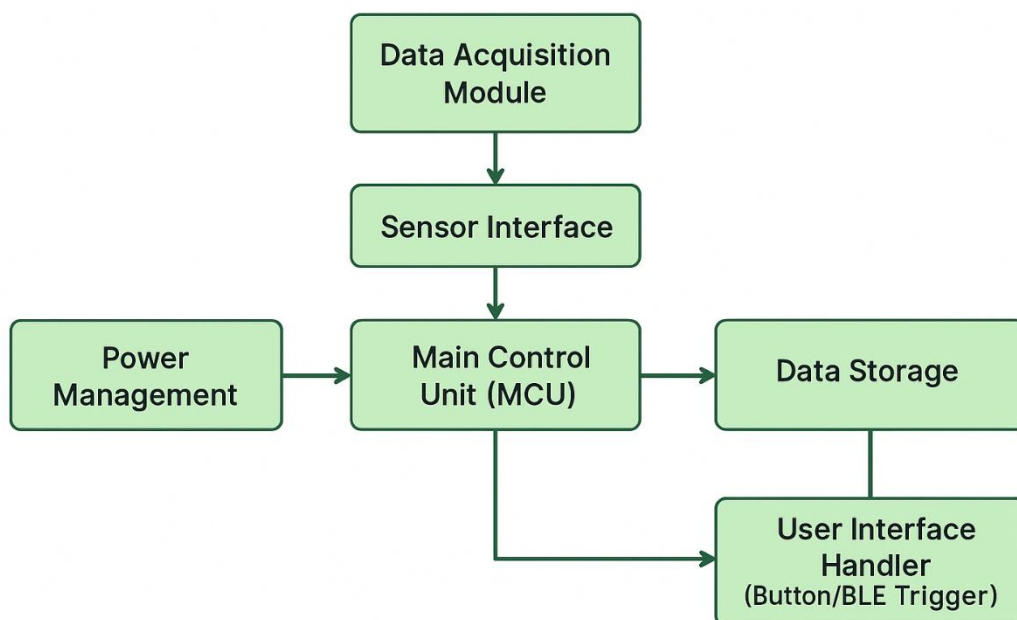 Data Acquisition
Module
Sensor Interface
Power
Management
Main Control
Unit (MCU)
Data Storage
User Interface
Handler
(Button/BLE Trigger)